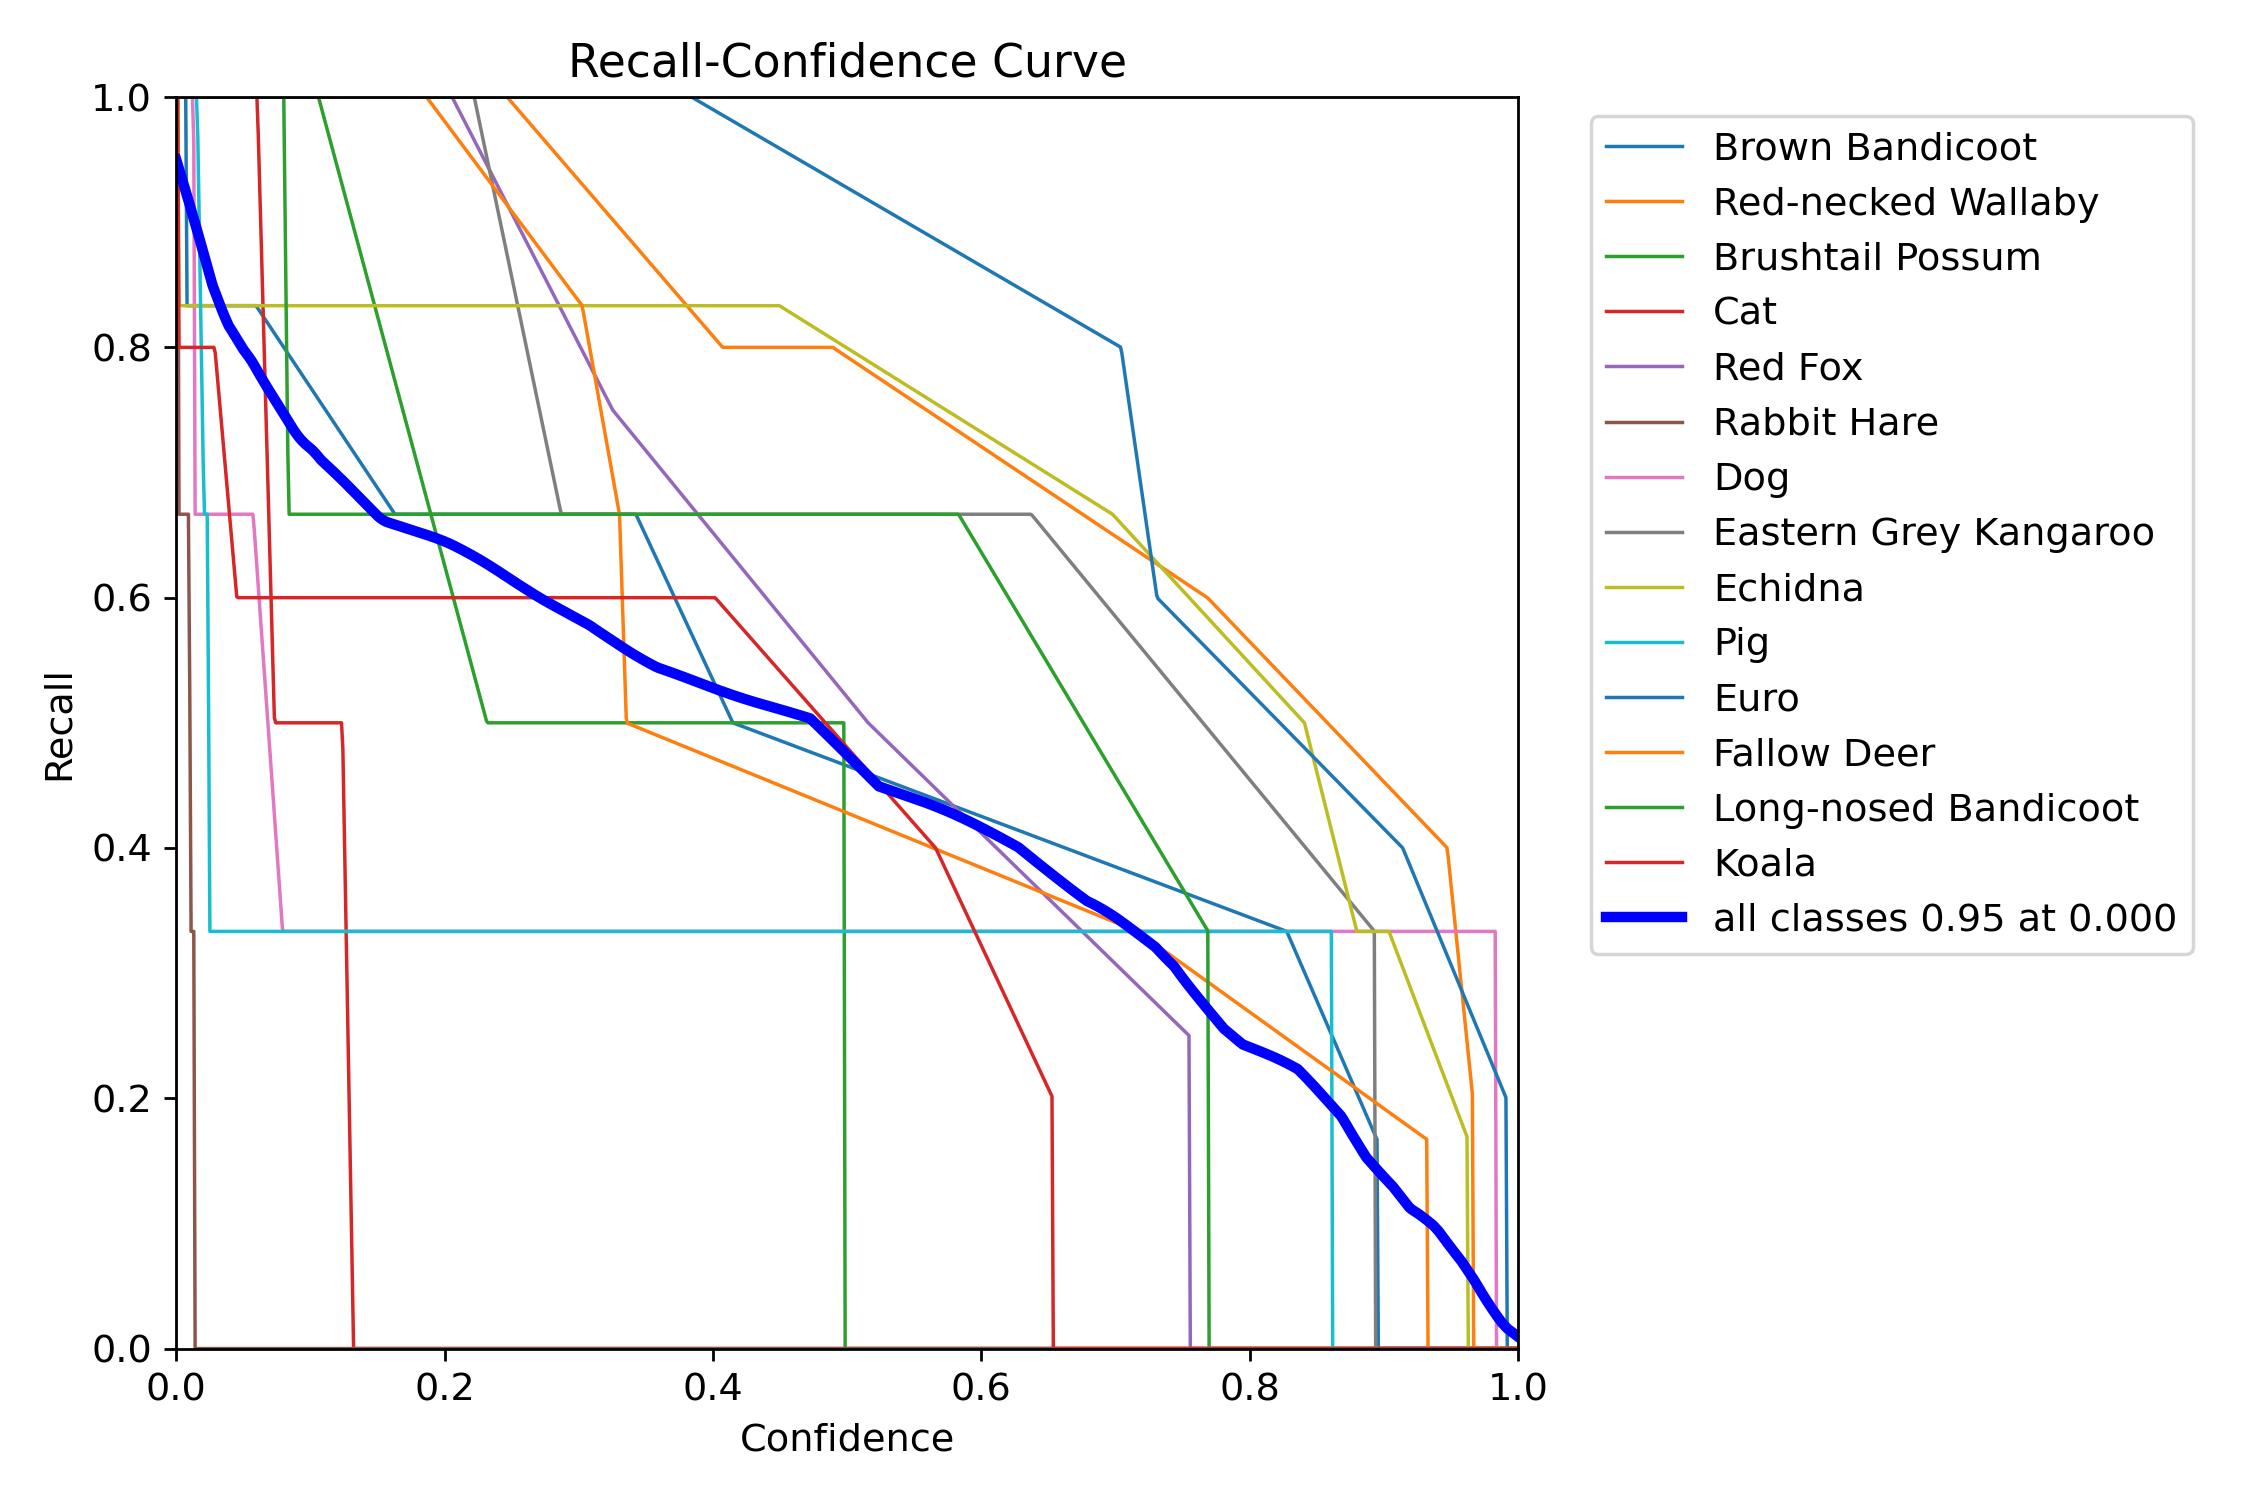 Recall-Confidence Curve
1.0
0.8
0.6
0.4
0.2
0.0
Recall
0.0 0.2 0.4 0.6 0.8 1.0
Confidence
Brown Bandicoot
Red-necked Wallaby
Brushtail Possum
Cat
Red Fox
Rabbit Hare
Dog
Eastern Grey Kangaroo
Echidna
Pig
Euro
Fallow Deer
Long-nosed Bandicoot
Koala
all classes 0.95 at 0.000